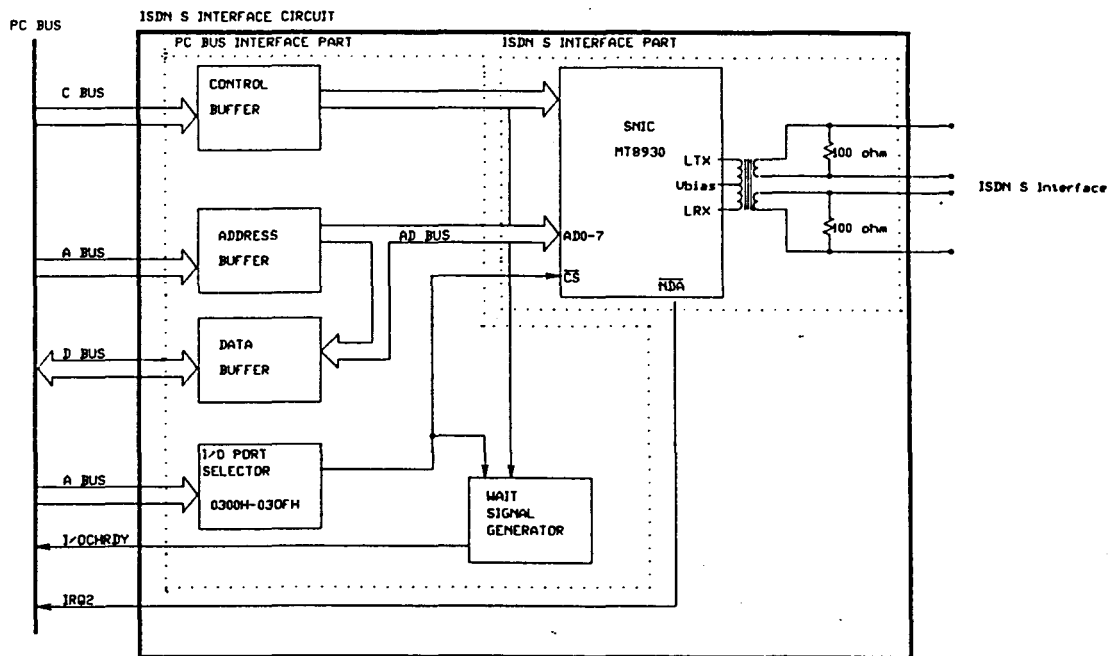 ISDN S INTERFACE CIRCUIT
PC BUS
PC BUS INTERFACE PART
ISDN S INTERFACE PART
C BUS
CONTROL
BUFFER
SNIC
MT8930
LTX
Vbias
LRX
100 ohm
100 ohm
ISDN S Interface
A BUS
ADDRESS
BUFFER
AD BUS
AD0-7
CS
NDA
D BUS
DATA
BUFFER
I/O PORT
SELECTOR
0300H-030FH
A BUS
WAIT
SIGNAL
GENERATOR
I/OCHRDY
IRQ2